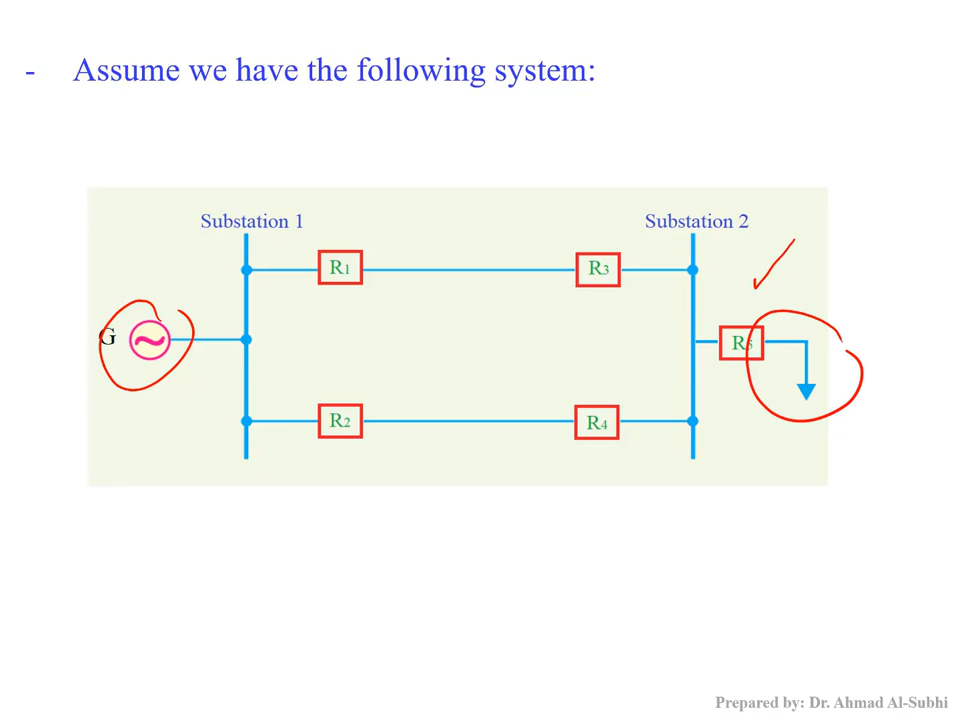 - Assume we have the following system:
Substation 1
Substation 2
R1
R3
G
R5
R2
R4
Prepared by: Dr. Ahmad Al-Subhi